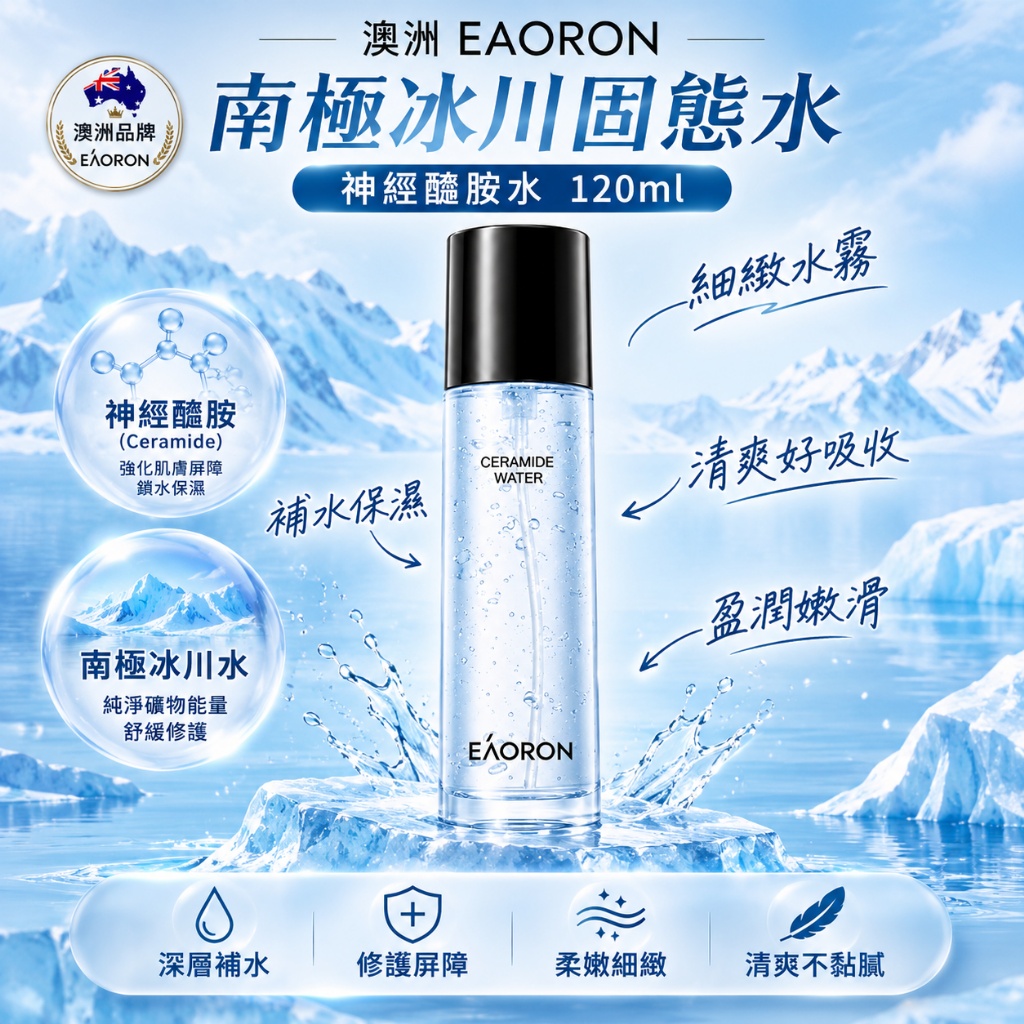 澳洲 EAORON
南極冰川固態水
神經醯胺水 120ml
澳洲品牌
EÁORON
細緻水霧
神經醯胺
(Ceramide)
強化肌膚屏障
鎖水保濕
CERAMIDE
WATER
補水保濕
清爽好吸收
盈潤嫩滑
南極冰川水
純淨礦物能量
舒緩修護
EÁORON
深層補水
修護屏障
柔嫩細緻
清爽不黏膩